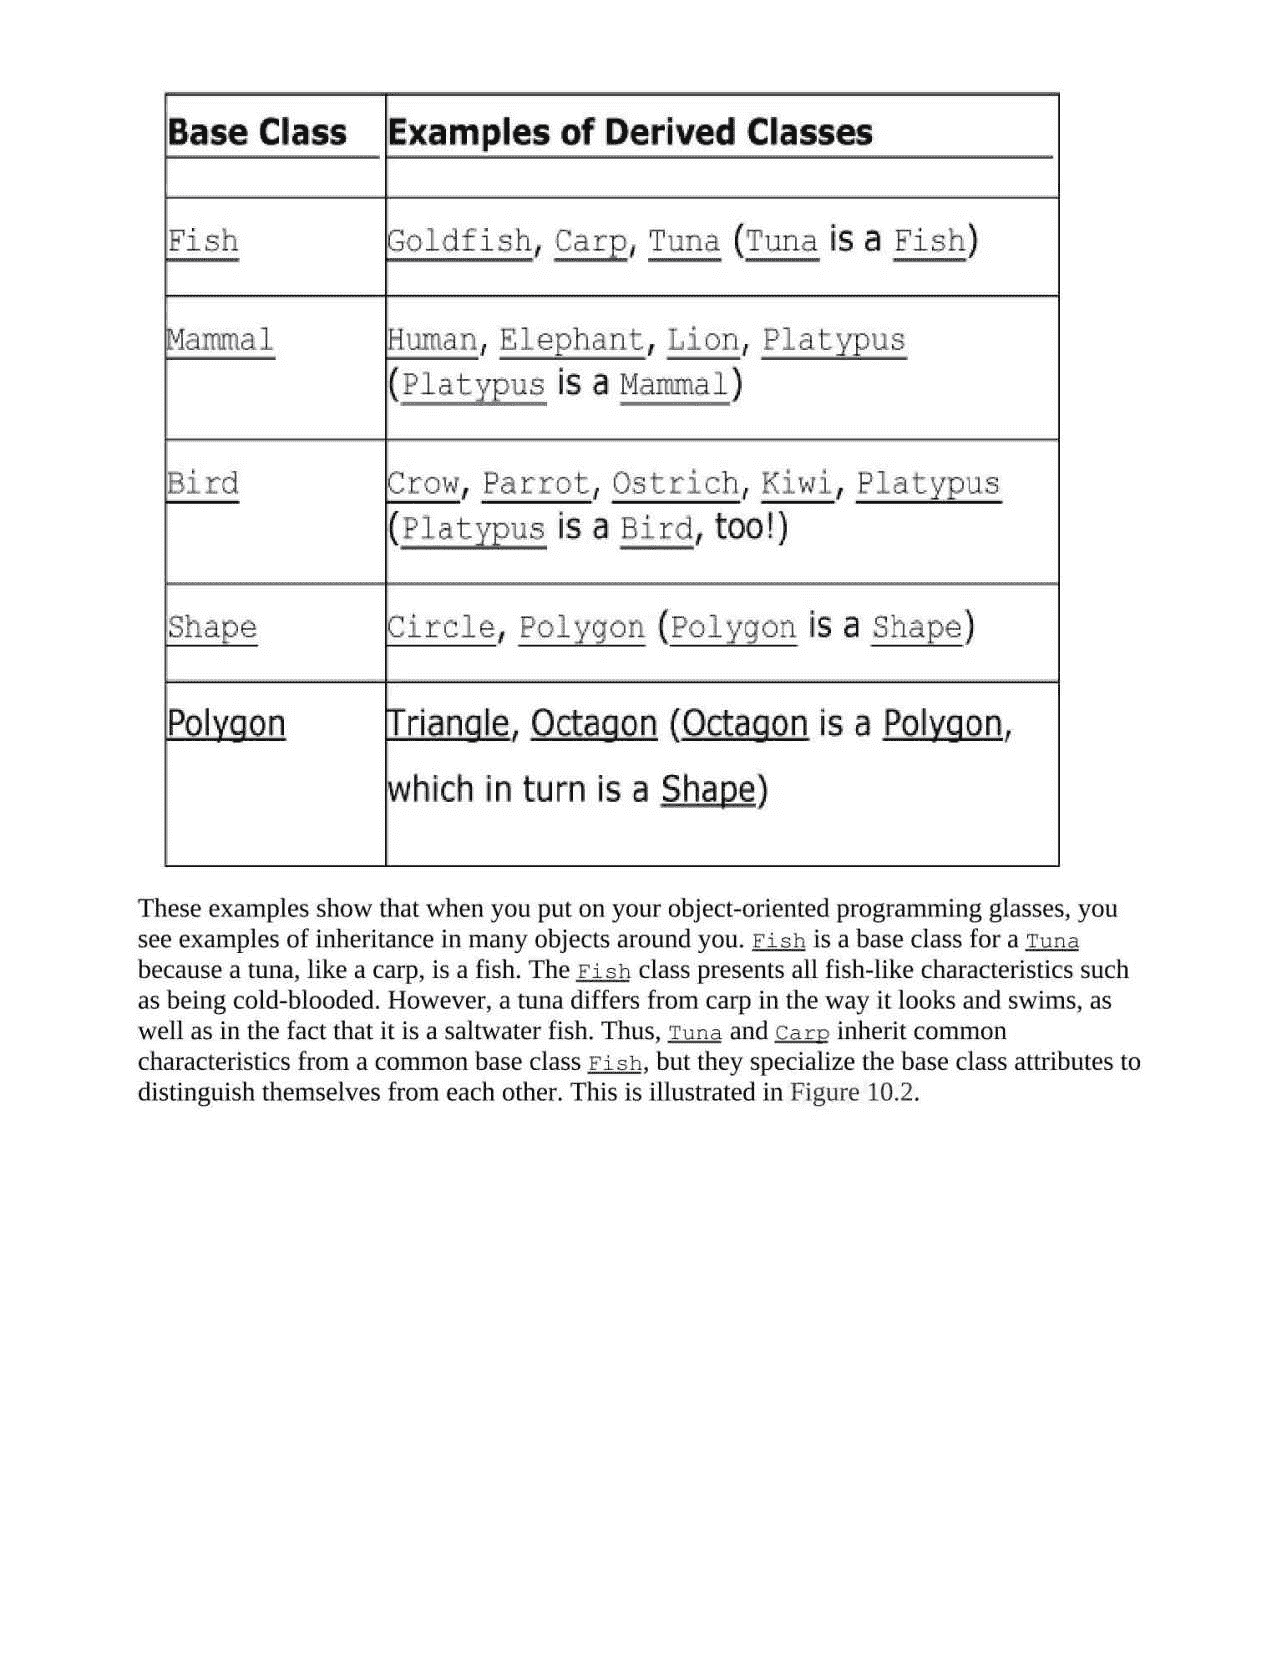 Base Class Examples of Derived Classes
Fish Goldfish, Carp, Tuna (Tuna is a Fish)
Mammal Human, Elephant, Lion, Platypus
(Platypus is a Mammal)
Bird Crow, Parrot, Ostrich, Kiwi, Platypus
(Platypus is a Bird, too!)
Shape Circle, Polygon (Polygon is a Shape)
Polygon Triangle, Octagon (Octagon is a Polygon,
which in turn is a Shape)
These examples show that when you put on your object-oriented programming glasses, you
see examples of inheritance in many objects around you. Fish is a base class for a Tuna
because a tuna, like a carp, is a fish. The Fish class presents all fish-like characteristics such
as being cold-blooded. However, a tuna differs from carp in the way it looks and swims, as
well as in the fact that it is a saltwater fish. Thus, Tuna and Carp inherit common
characteristics from a common base class Fish, but they specialize the base class attributes to
distinguish themselves from each other. This is illustrated in Figure 10.2.